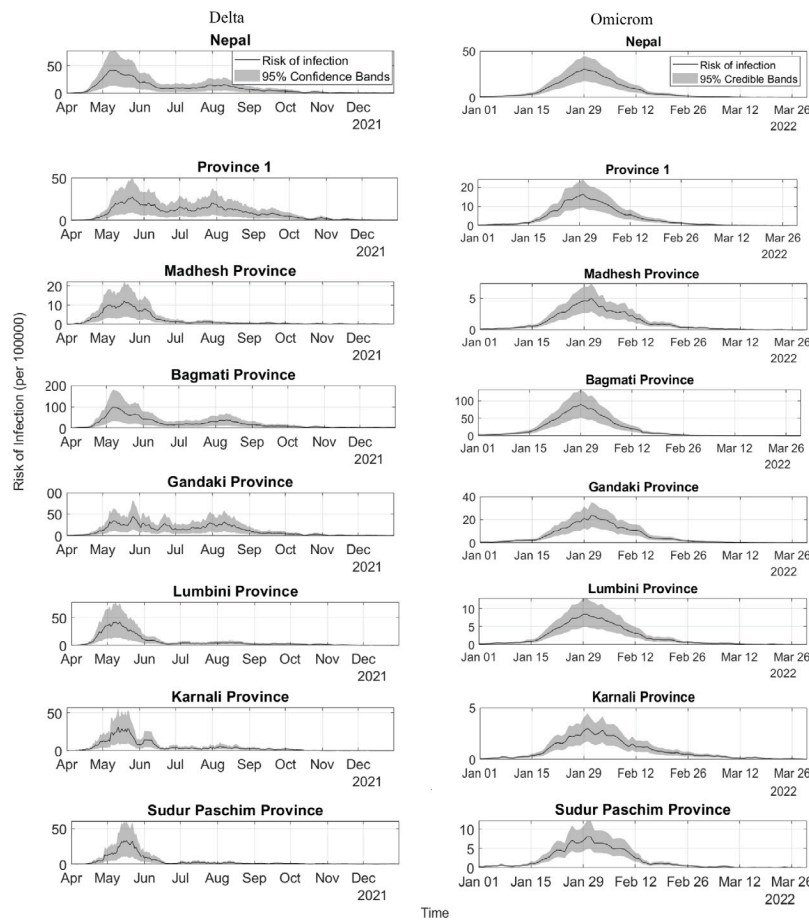 Delta
Omicrom
Nepal
Nepal
50
0
Risk of infection
95% Confidence Bands
Apr May Jun Jul Aug Sep Oct Nov Dec
2021
50
0
Risk of infection
95% Credible Bands
Jan 01 Jan 15 Jan 29 Feb 12 Feb 26 Mar 12 Mar 26
2022
Province 1
Province 1
50
0
Apr May Jun Jul Aug Sep Oct Nov Dec
2021
20
10
0
Jan 01 Jan 15 Jan 29 Feb 12 Feb 26 Mar 12 Mar 26
2022
Madhesh Province
Madhesh Province
20
10
0
Apr May Jun Jul Aug Sep Oct Nov Dec
2021
5
0
Jan 01 Jan 15 Jan 29 Feb 12 Feb 26 Mar 12 Mar 26
2022
Bagmati Province
Bagmati Province
200
100
0
Apr May Jun Jul Aug Sep Oct Nov Dec
2021
100
50
0
Jan 01 Jan 15 Jan 29 Feb 12 Feb 26 Mar 12 Mar 26
2022
Gandaki Province
Gandaki Province
00
50
0
Apr May Jun Jul Aug Sep Oct Nov Dec
2021
40
20
0
Jan 01 Jan 15 Jan 29 Feb 12 Feb 26 Mar 12 Mar 26
2022
Lumbini Province
Lumbini Province
50
0
Apr May Jun Jul Aug Sep Oct Nov Dec
2021
10
5
0
Jan 01 Jan 15 Jan 29 Feb 12 Feb 26 Mar 12 Mar 26
2022
Karnali Province
Karnali Province
50
0
Apr May Jun Jul Aug Sep Oct Nov Dec
2021
5
0
Jan 01 Jan 15 Jan 29 Feb 12 Feb 26 Mar 12 Mar 26
2022
Sudur Paschim Province
Sudur Paschim Province
50
0
Apr May Jun Jul Aug Sep Oct Nov Dec
2021
10
5
0
Jan 01 Jan 15 Jan 29 Feb 12 Feb 26 Mar 12 Mar 26
2022
Risk of Infection (per 100000)
Time